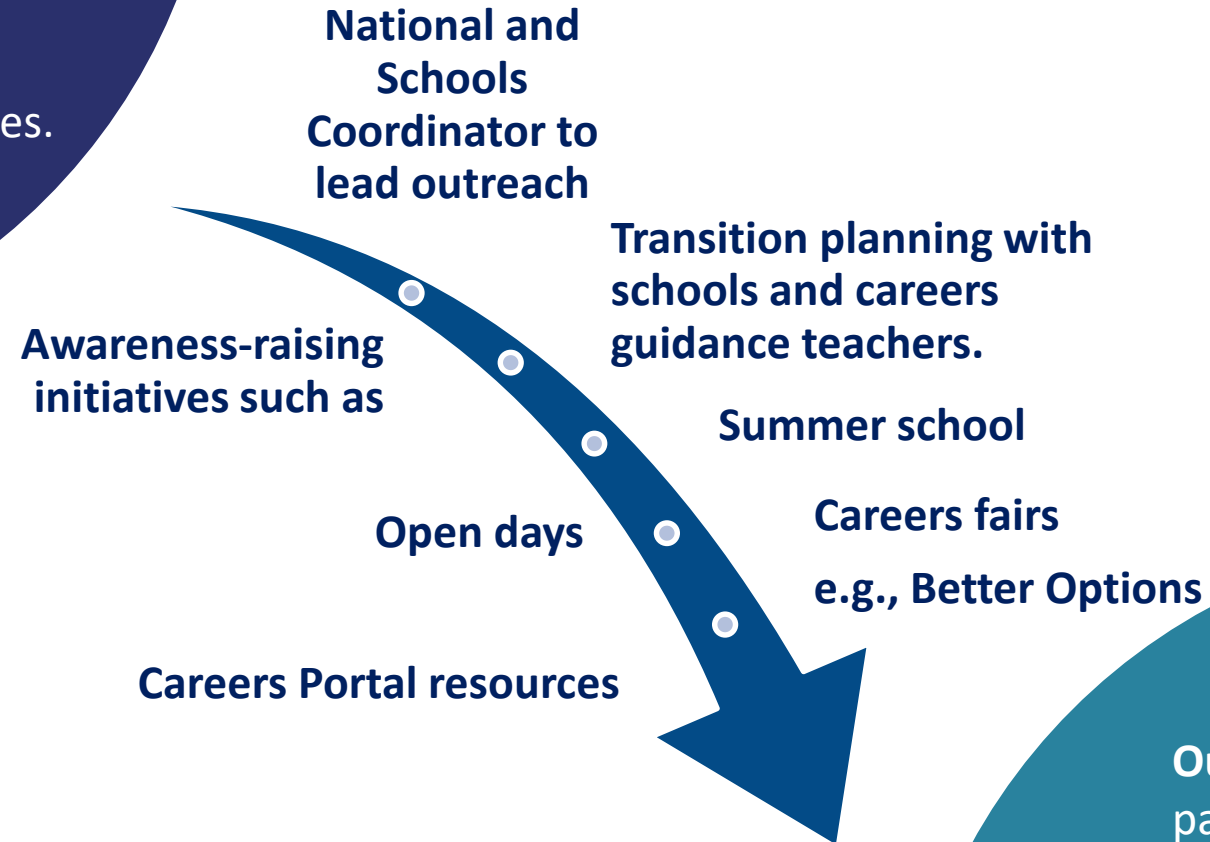 es.
National and
Schools
Coordinator to
lead outreach
Transition planning with
schools and careers
guidance teachers.
Awareness-raising
initiatives such as
Summer school
Open days
Careers fairs
e.g., Better Options
Careers Portal resources